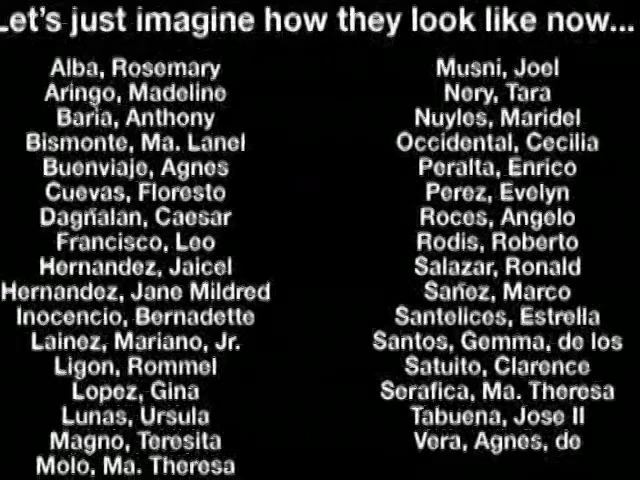 Let's just imagine how they look like now...
Alba, Rosemary
Aringo, Madeline
Baria, Anthony
Bismonte, Ma. Lanel
Buenviaje, Agnes
Cuevas, Floresto
Dagñalan, Caesar
Francisco, Leo
Hernandez, Jaicel
Hernandez, Jane Mildred
Inocencio, Bernadette
Lainez, Mariano, Jr.
Ligon, Rommel
Lopez, Gina
Lunas, Ursula
Magno, Teresita
Molo, Ma. Theresa
Musni, Joel
Nery, Tara
Nuyles, Maridel
Occidental, Cecilia
Peralta, Enrico
Perez, Evelyn
Roces, Angelo
Rodis, Roberto
Salazar, Ronald
Sañez, Marco
Santelices, Estrella
Santos, Gemma, de los
Satuito, Clarence
Serafica, Ma. Theresa
Tabuena, Jose II
Vera, Agnes, de